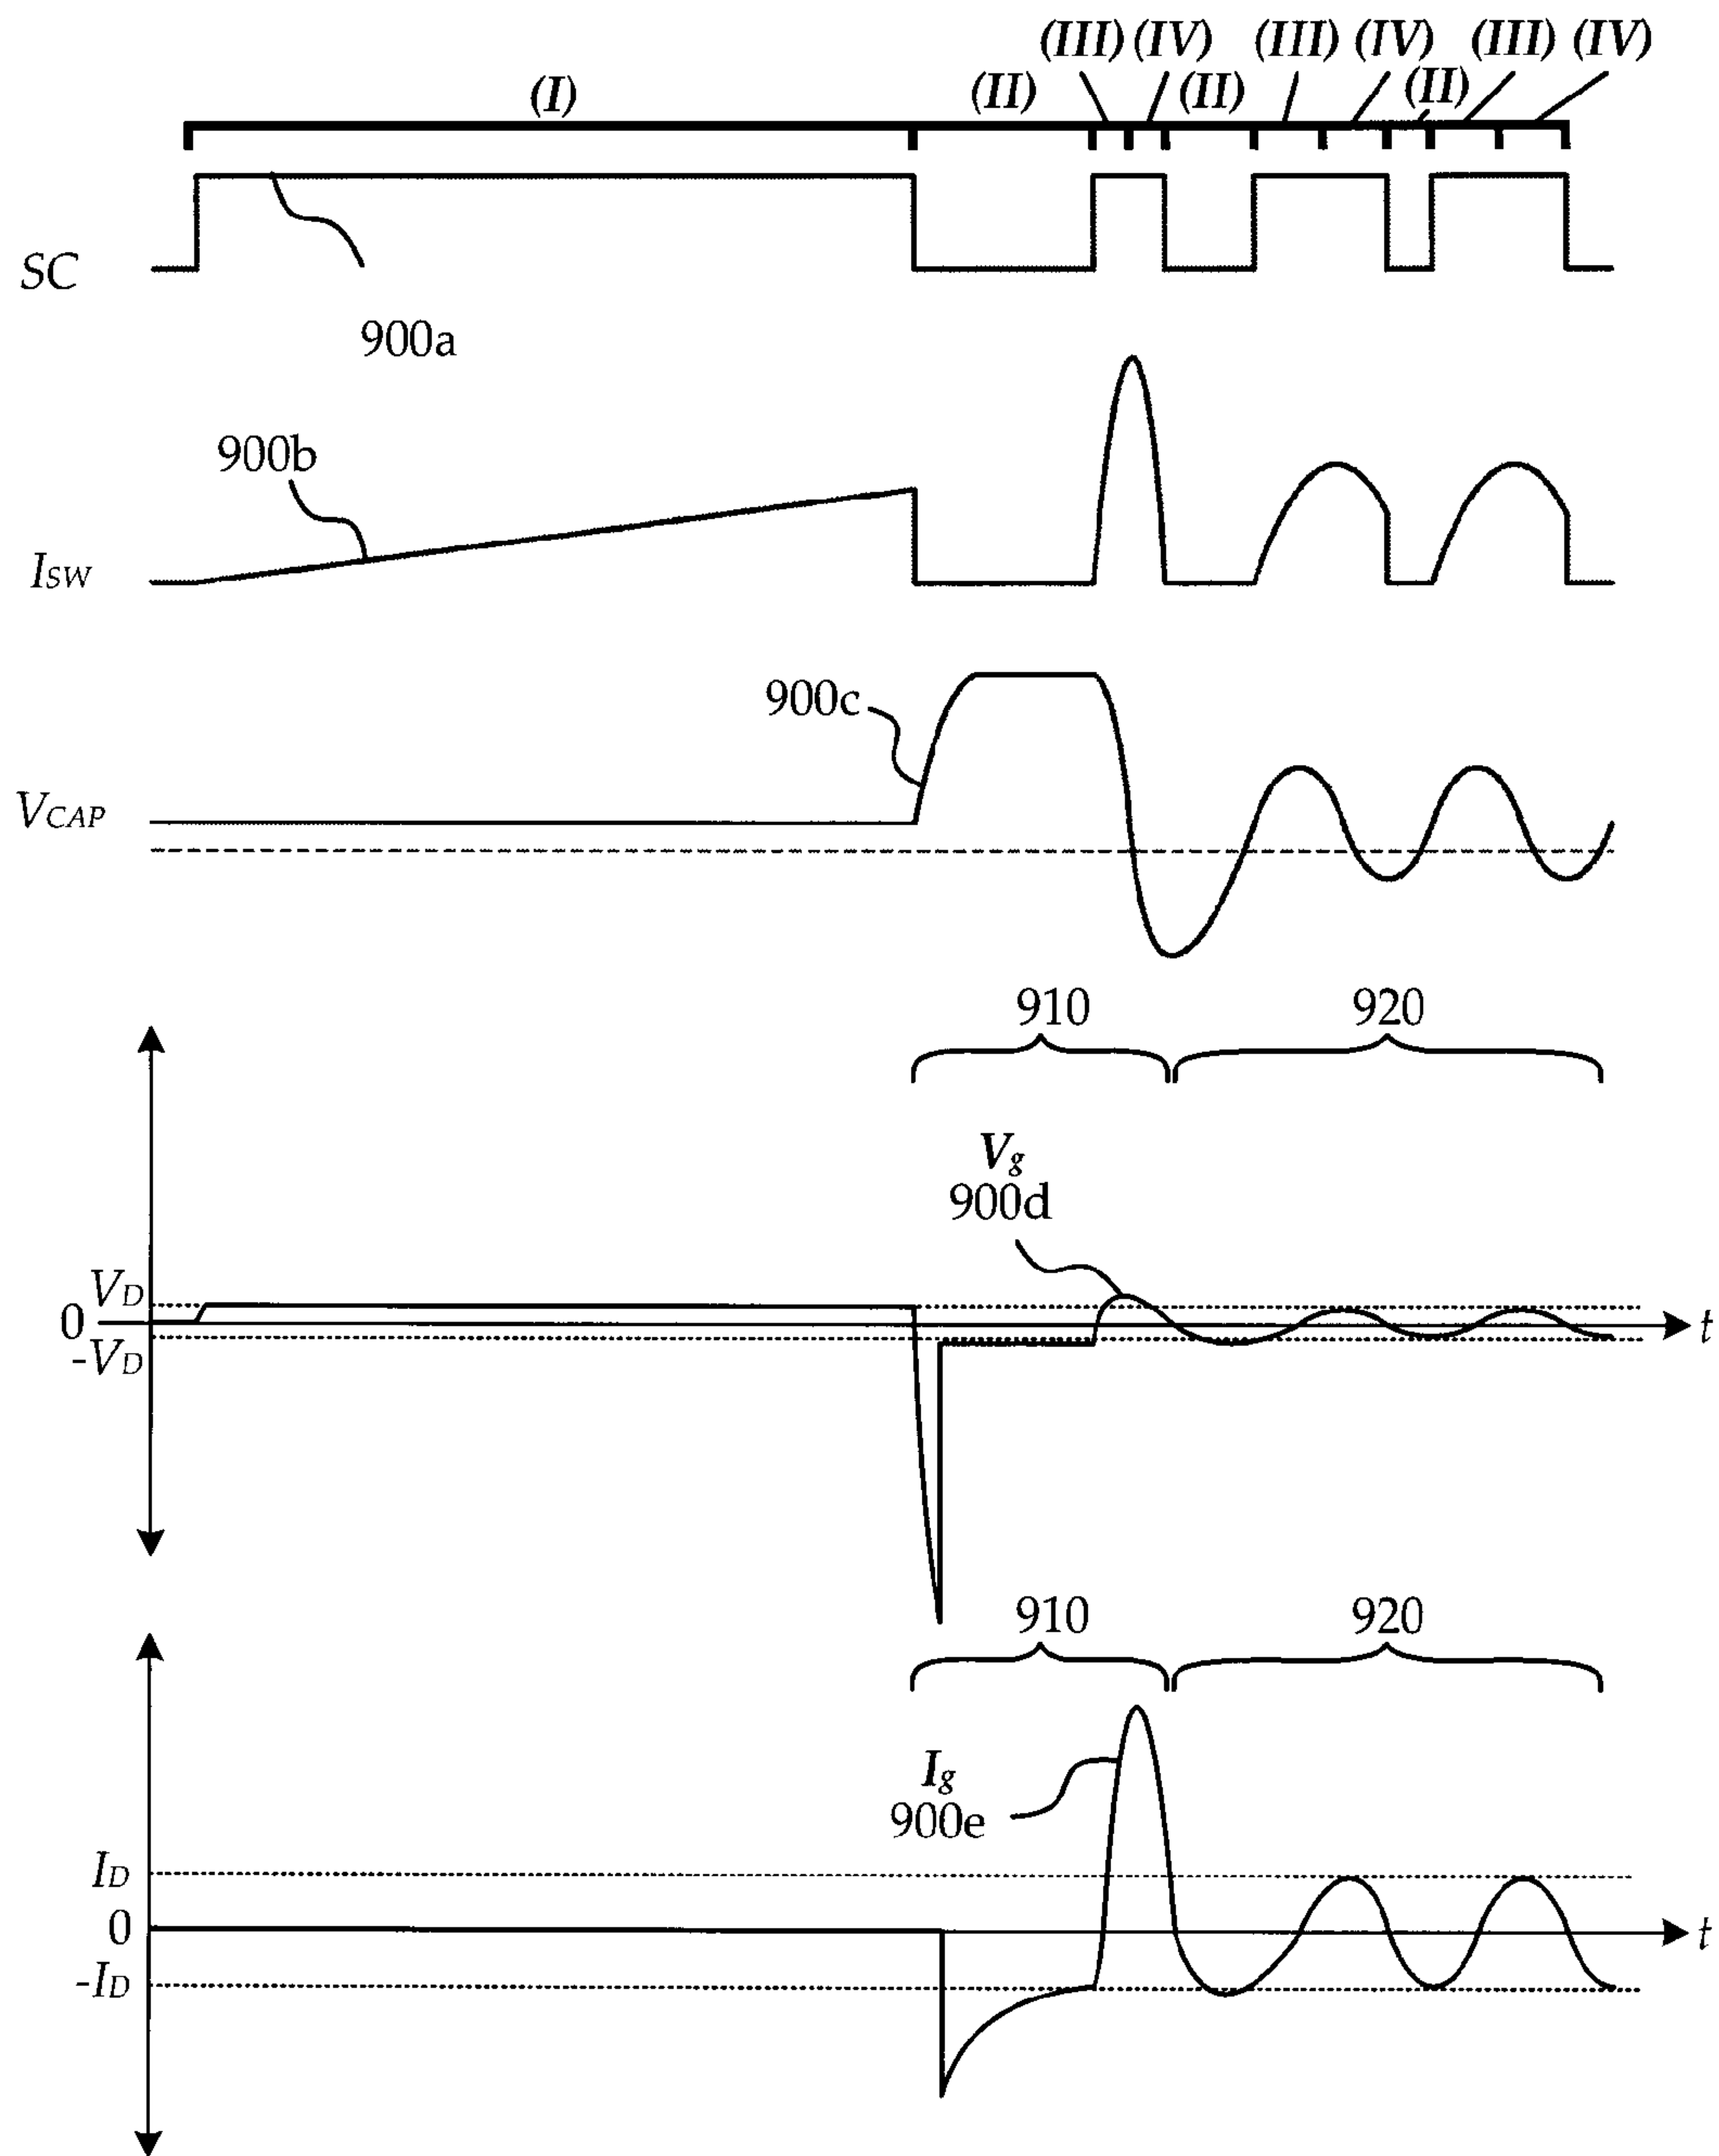 (III) (IV) (III) (IV) (III) (IV)
(I) (II) (II) (II)
SC
900a
900b
ISW
900c
VCAP
910 920
Vg
900d
VD
0
-VD
t
910 920
Ig
900e
ID
0
-ID
t